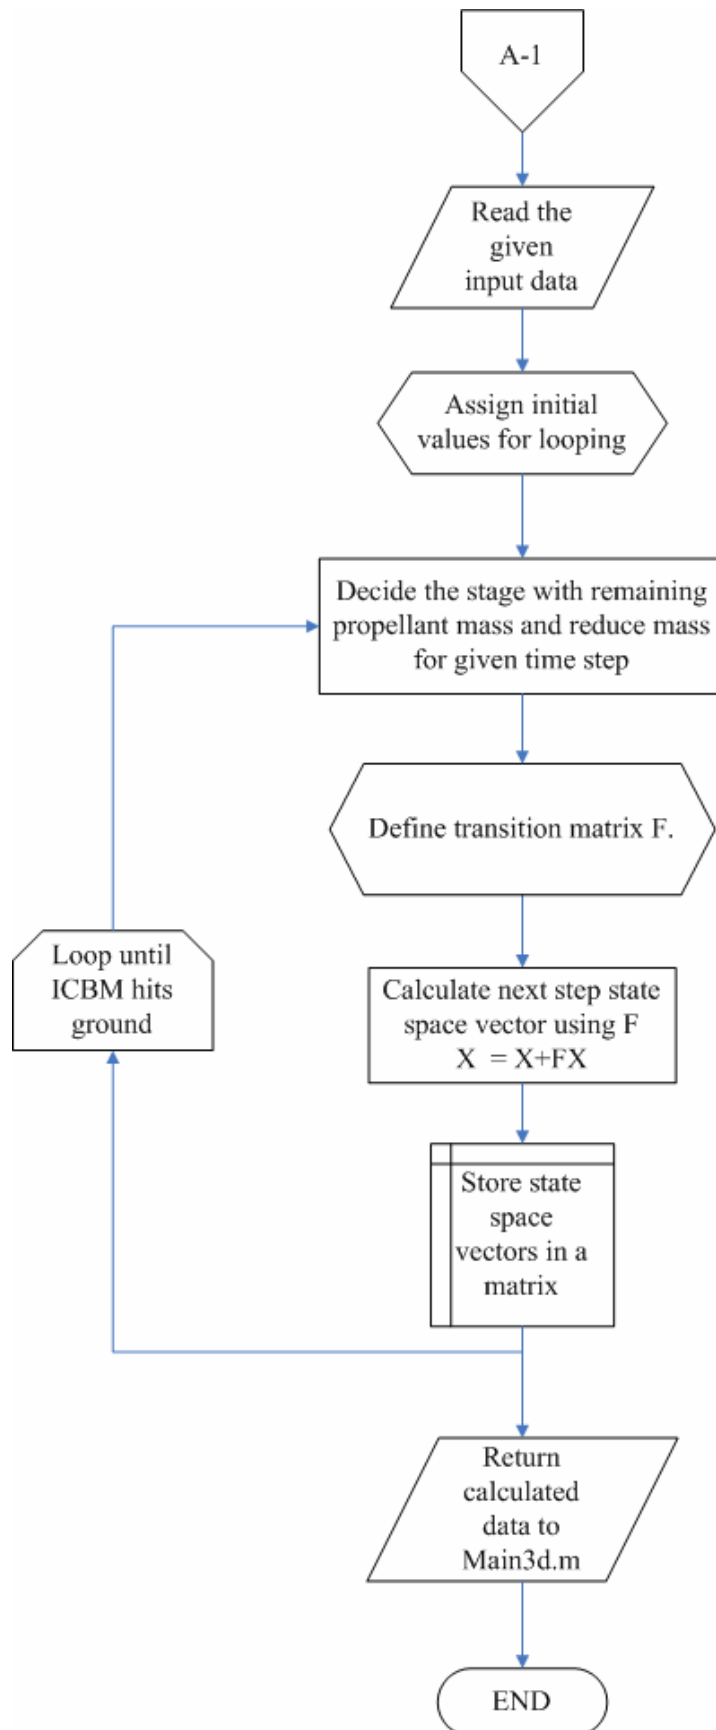 A-1
Read the
given
input data
Assign initial
values for looping
Decide the stage with remaining
propellant mass and reduce mass
for given time step
Define transition matrix F.
Loop until
ICBM hits
ground
Calculate next step state
space vector using F
X = X+FX
Store state
space
vectors in a
matrix
Return
calculated
data to
Main3d.m
END